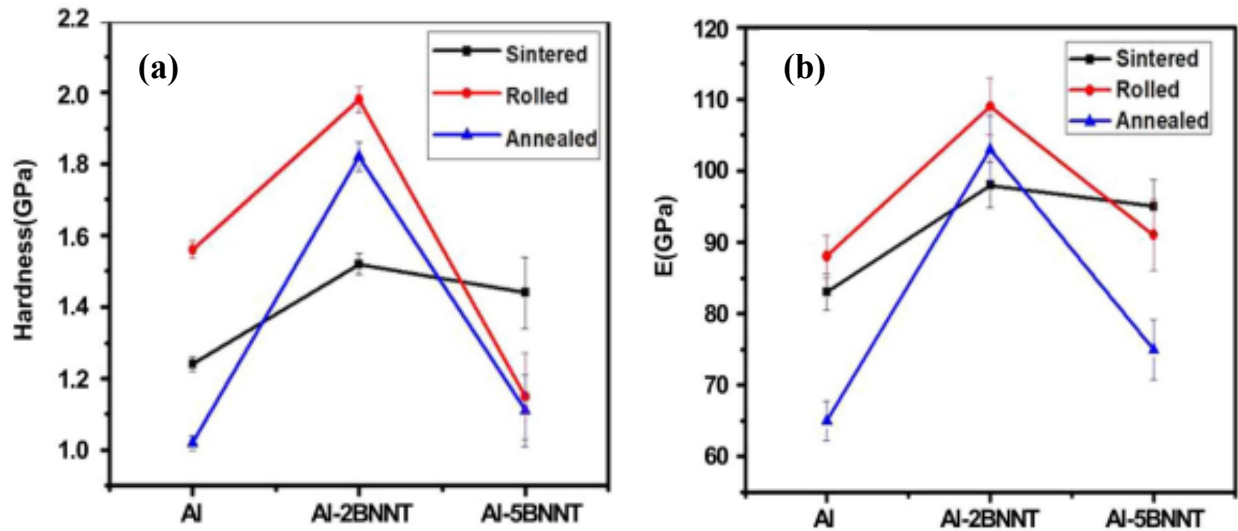 2.2
2.0
1.8
1.6
1.4
1.2
1.0
Hardness(GPa)
(a)
Sintered
Rolled
Annealed
Al
Al-2BNNT
Al-5BNNT
120
110
100
90
80
70
60
E(GPa)
(b)
Sintered
Rolled
Annealed
Al
Al-2BNNT
Al-5BNNT